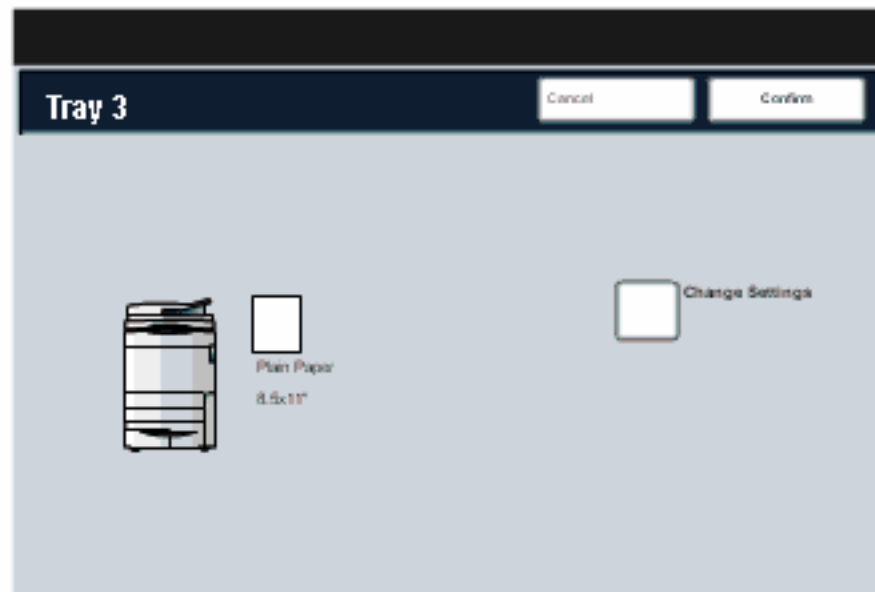 Tray 3
Cancel
Confirm
Change Settings
Plain Paper
8.5x11"